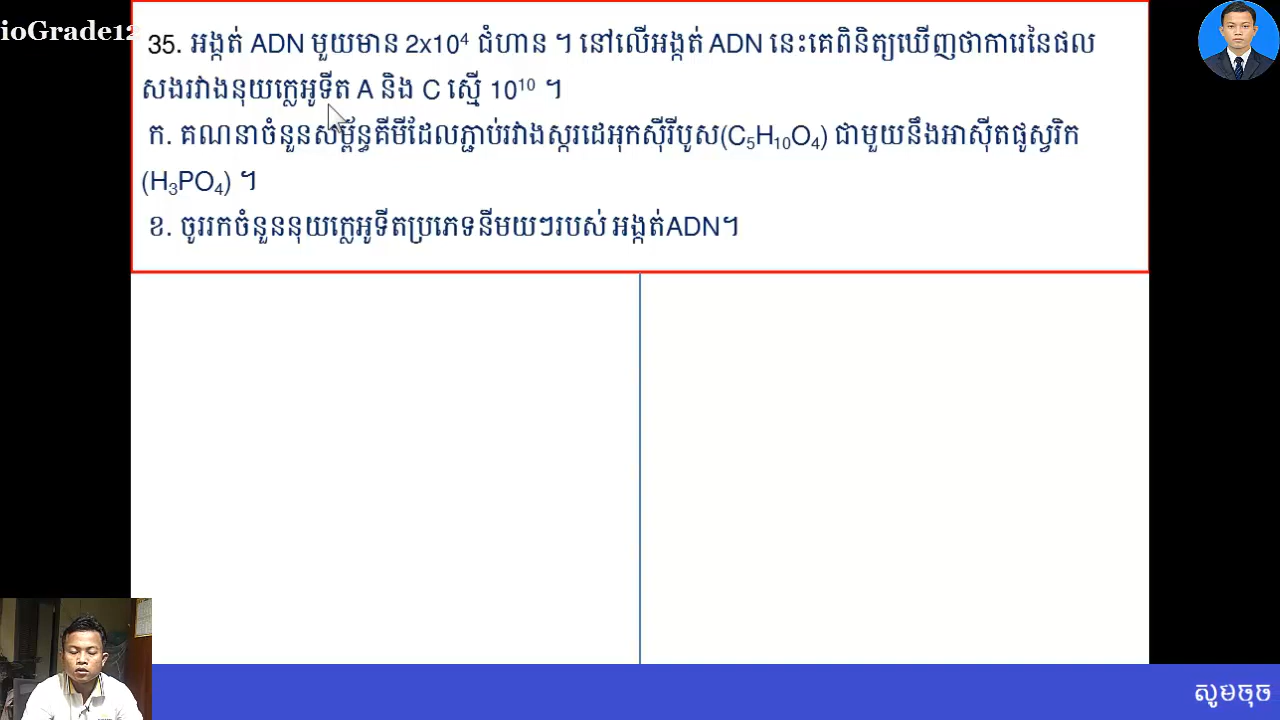 ioGrade12
35. អង្កត់ ADN មួយមាន 2x10⁴ ជំហាន ។ នៅលើអង្កត់ ADN នេះគេពិនិត្យឃើញថាការេនៃផល
សងរវាងនុយក្លេអូទីត A និង C ស្មើ 10¹⁰ ។
ក. គណនាចំនួនសម្ព័ន្ធគីមីដែលភ្ជាប់រវាងស្ករដេអុកស៊ីរីបូស(C₅H₁₀O₄) ជាមួយនឹងអាស៊ីតផូស្វរិក
(H₃PO₄) ។
ខ. ចូររកចំនួននុយក្លេអូទីតប្រភេទនីមយៗរបស់ អង្កត់ADN។
សូមចុច